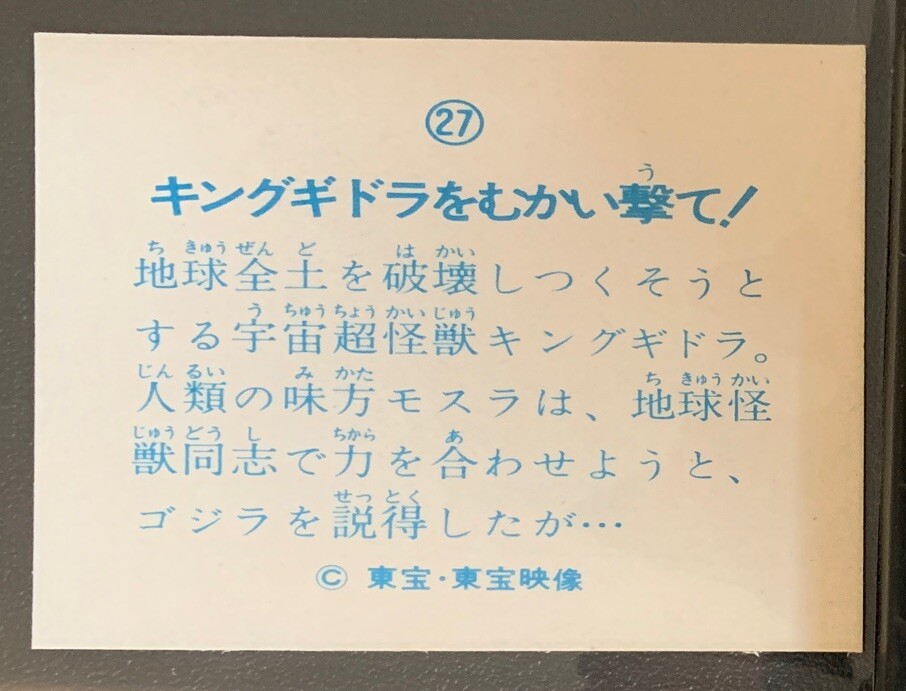 27
キングギドラをむかい撃て!
地球全土を破壊しつくそうと
する宇宙超怪獣キングギドラ。
人類の味方モスラは、地球怪
獣同志で力を合わせようと、
ゴジラを説得したが…
© 東宝・東宝映像